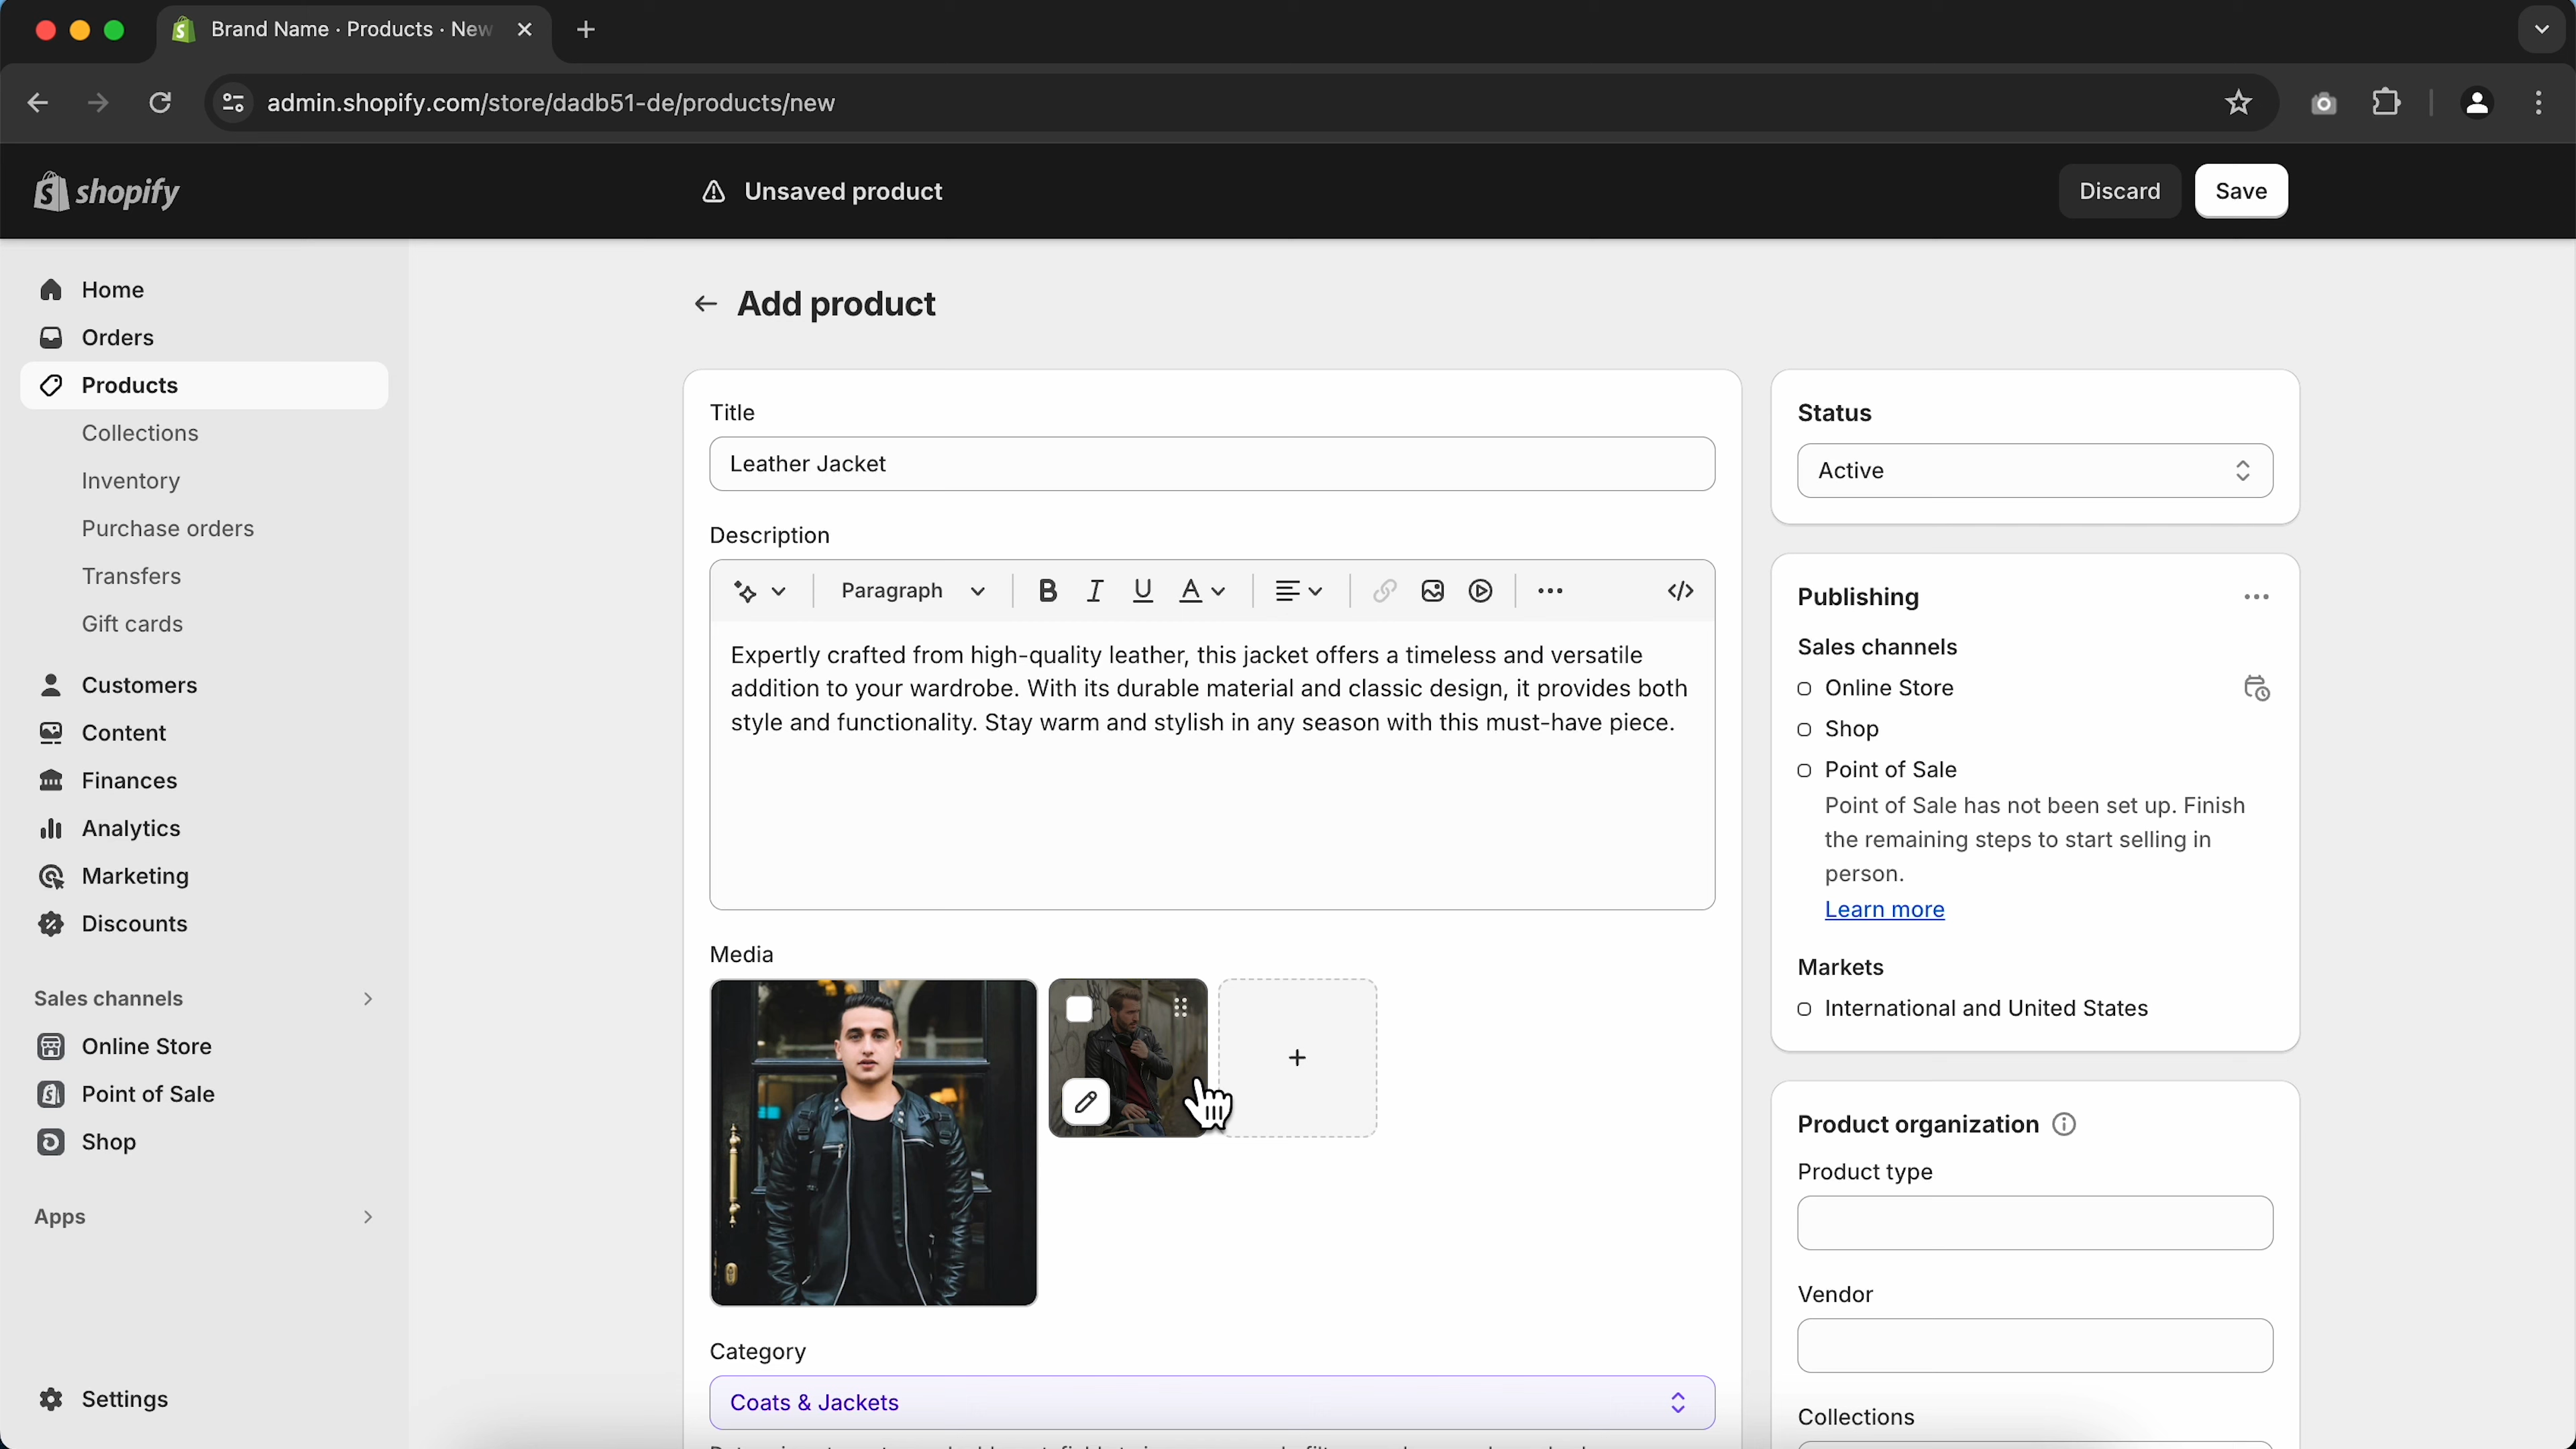 Brand Name · Products · New
admin.shopify.com/store/dadb51-de/products/new
shopify
Unsaved product
Discard
Save
Home
Orders
Products
Collections
Inventory
Purchase orders
Transfers
Gift cards
Customers
Content
Finances
Analytics
Marketing
Discounts
Sales channels
Online Store
Point of Sale
Shop
Apps
Settings
Add product
Title
Leather Jacket
Description
Paragraph
B I U A
Expertly crafted from high-quality leather, this jacket offers a timeless and versatile
addition to your wardrobe. With its durable material and classic design, it provides both
style and functionality. Stay warm and stylish in any season with this must-have piece.
Media
Category
Coats & Jackets
Status
Active
Publishing
Sales channels
Online Store
Shop
Point of Sale
Point of Sale has not been set up. Finish
the remaining steps to start selling in
person.
Learn more
Markets
International and United States
Product organization
Product type
Vendor
Collections